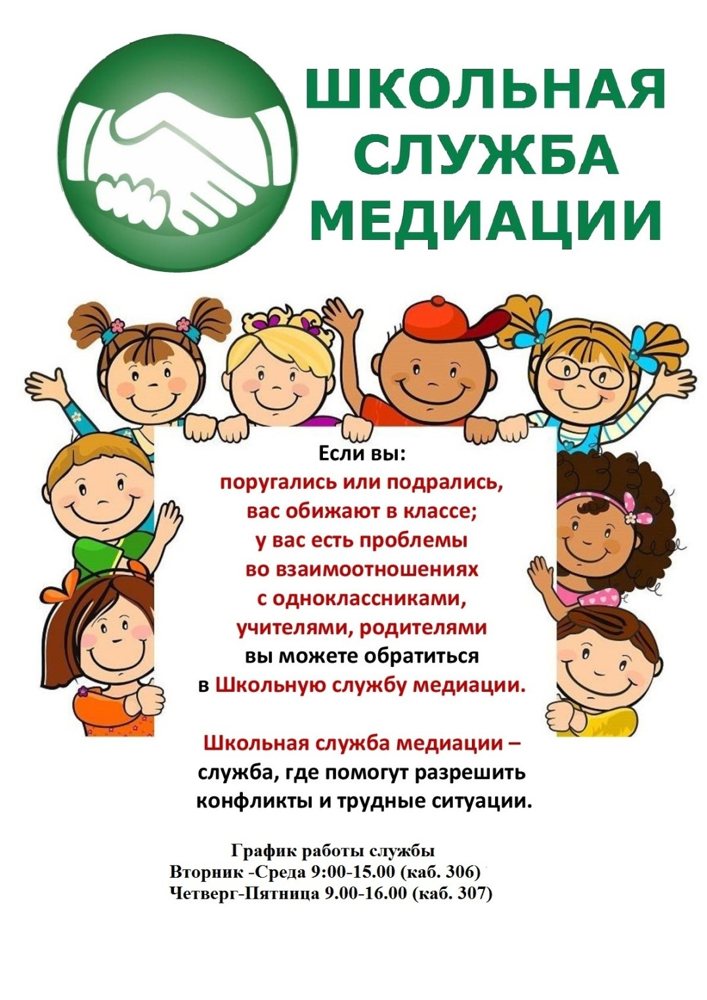 ШКОЛЬНАЯ
СЛУЖБА
МЕДИАЦИИ
Если вы:
поругались или подрались,
вас обижают в классе;
у вас есть проблемы
во взаимоотношениях
с одноклассниками,
учителями, родителями
вы можете обратиться
в Школьную службу медиации.
Школьная служба медиации –
служба, где помогут разрешить
конфликты и трудные ситуации.
График работы службы
Вторник -Среда 9:00-15.00 (каб. 306)
Четверг-Пятница 9.00-16.00 (каб. 307)